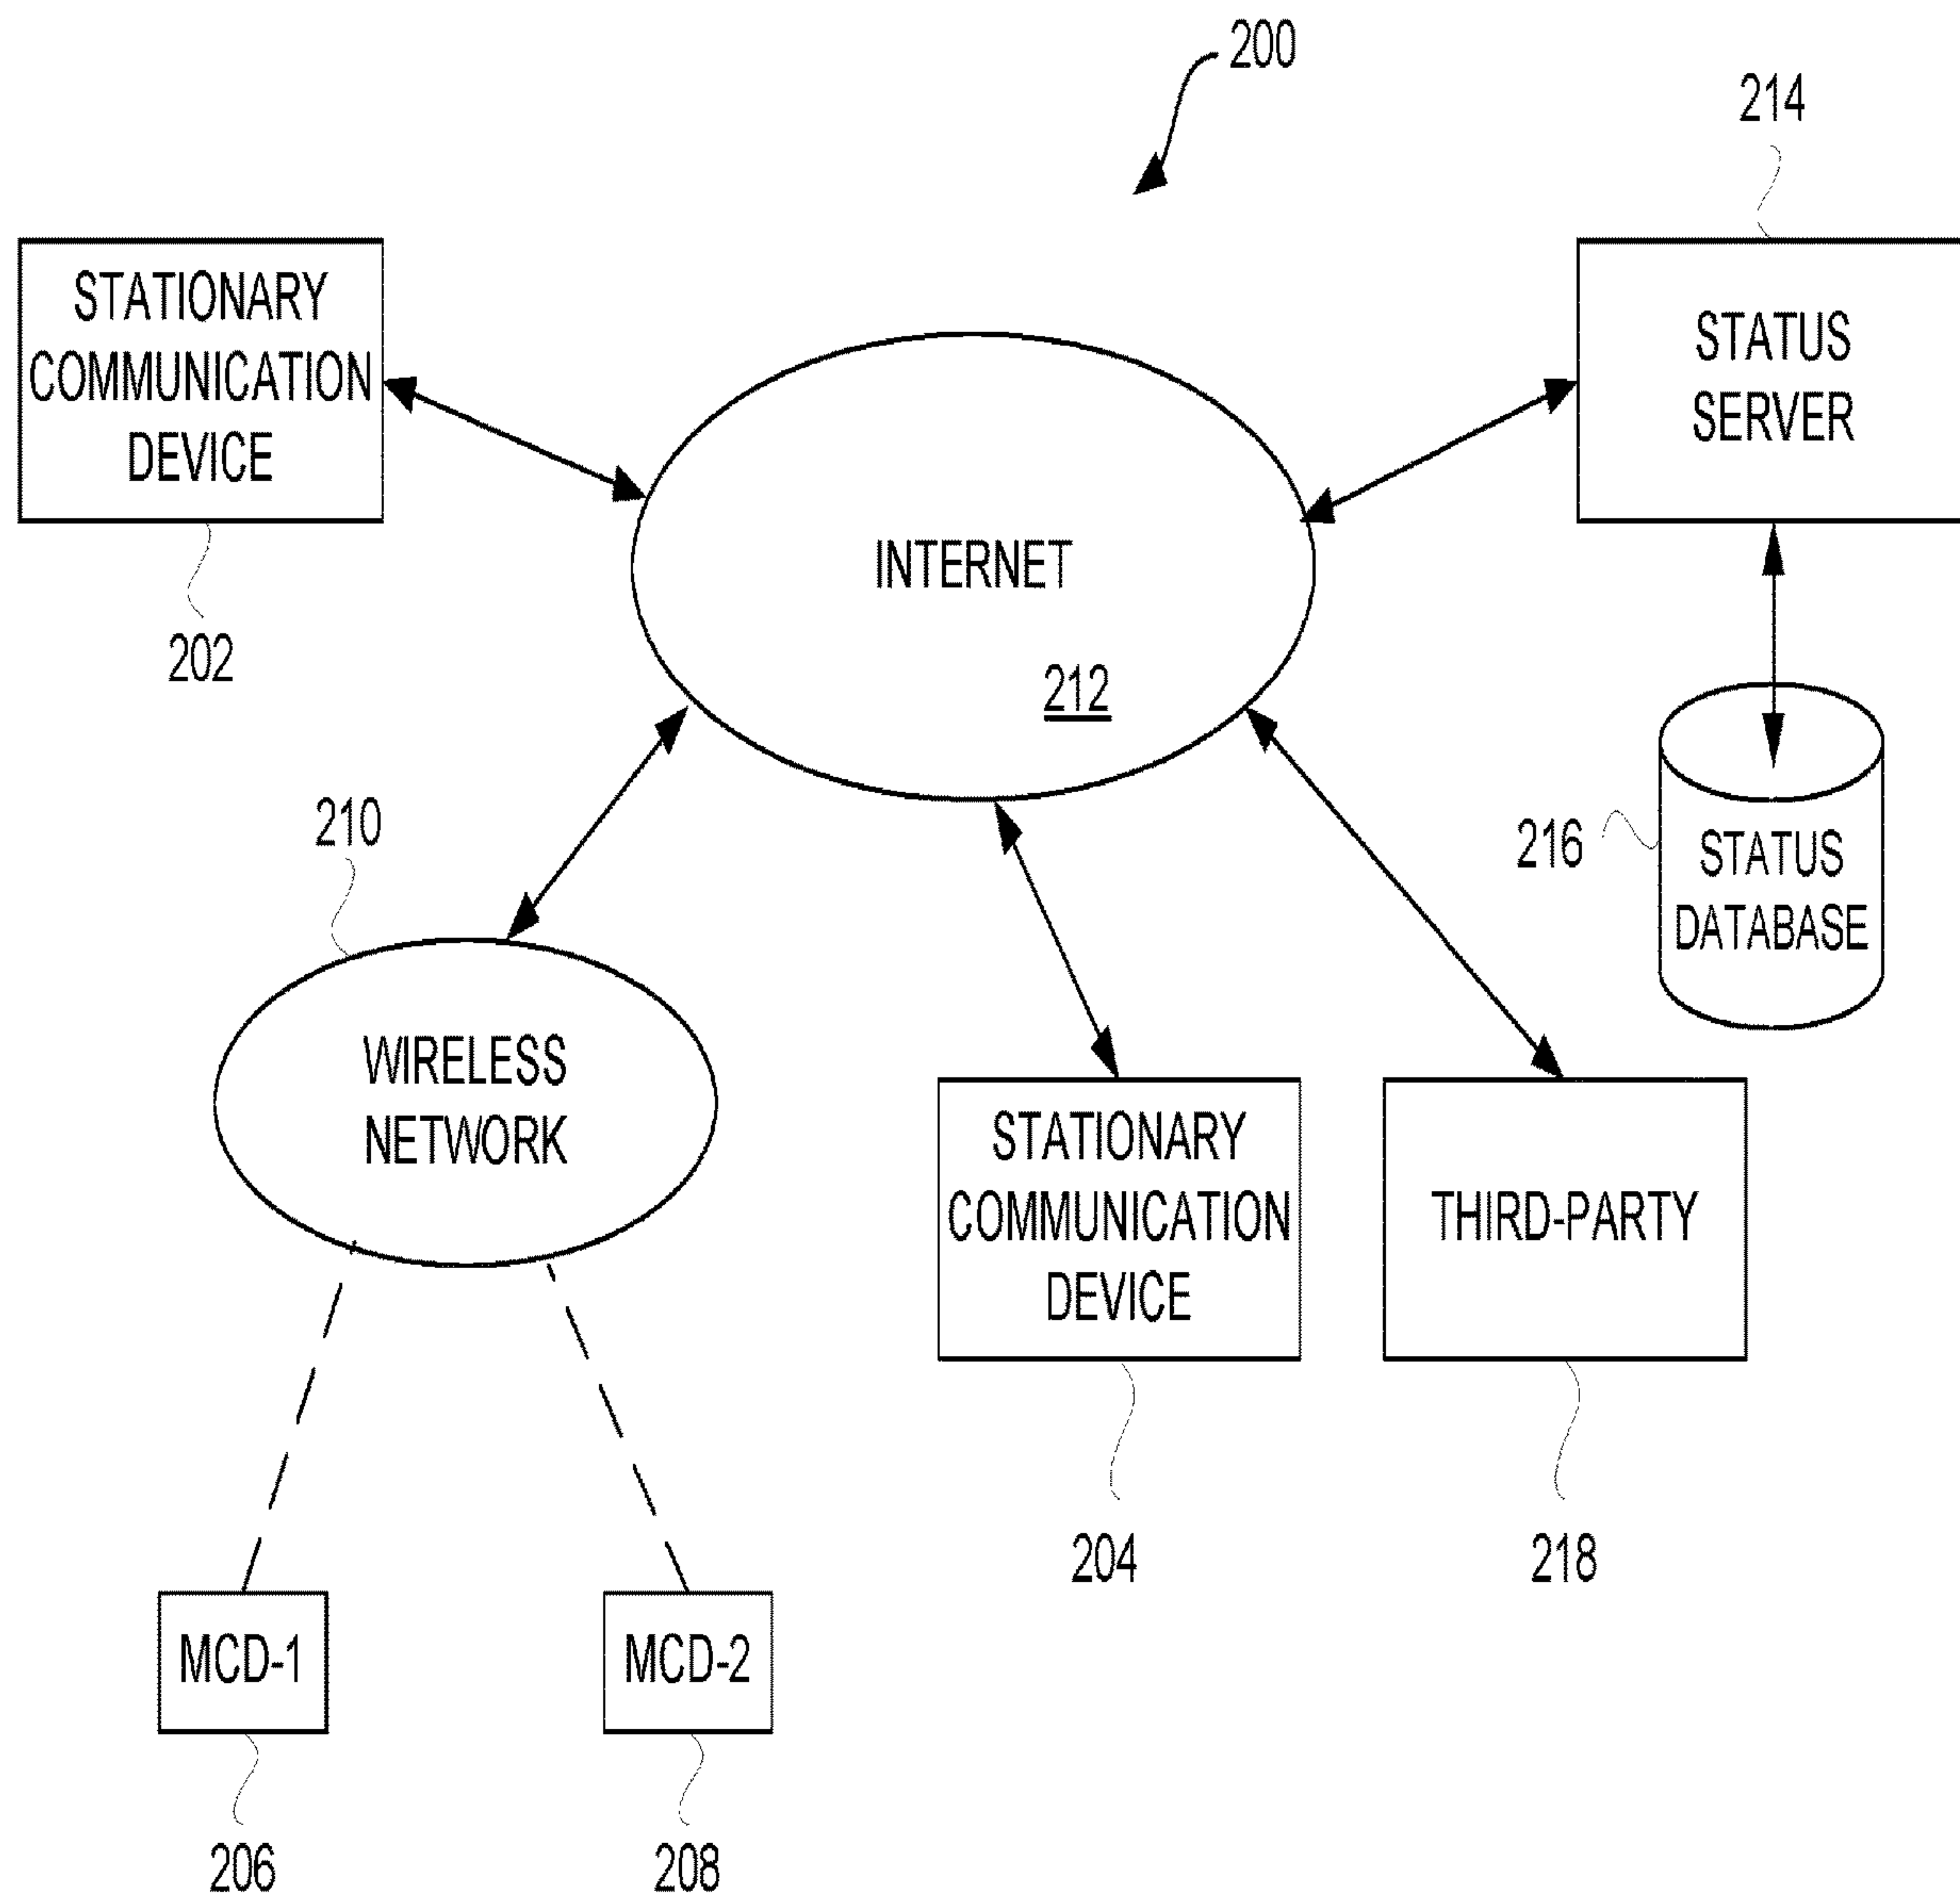 200
214
STATIONARY
COMMUNICATION
DEVICE
STATUS
SERVER
INTERNET
202
212
210
216
STATUS
DATABASE
WIRELESS
NETWORK
STATIONARY
COMMUNICATION
DEVICE
THIRD-PARTY
204
218
MCD-1
MCD-2
206
208